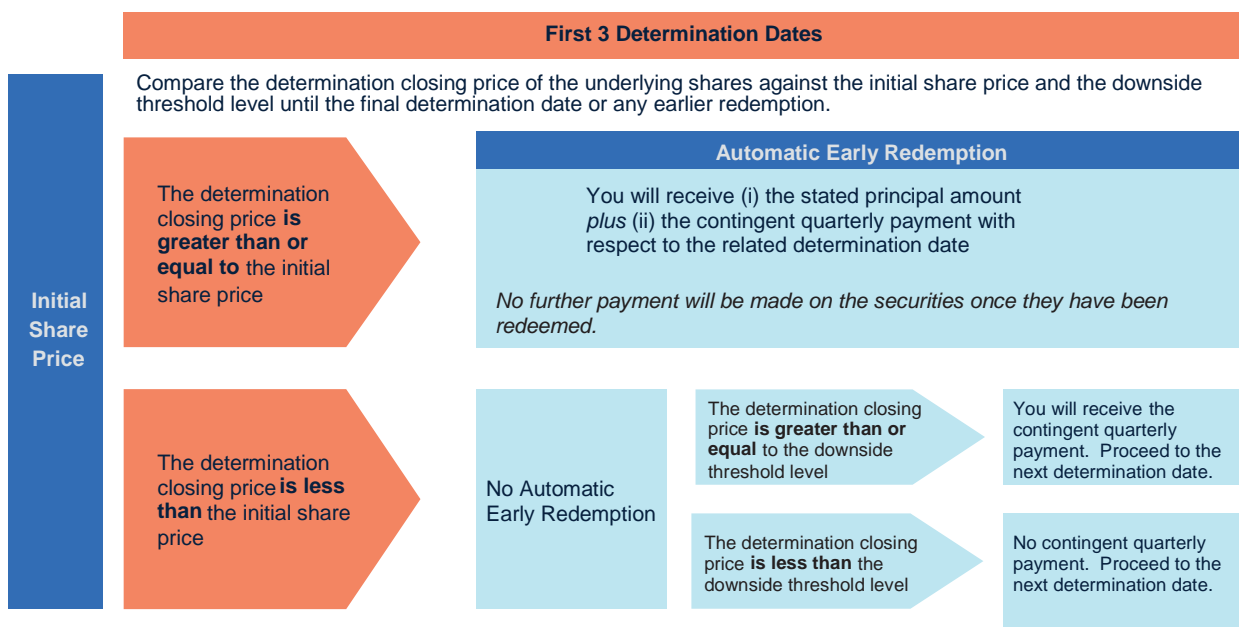 First 3 Determination Dates
Compare the determination closing price of the underlying shares against the initial share price and the downside
threshold level until the final determination date or any earlier redemption.
Initial
Share
Price
The determination
closing price is
greater than or
equal to the initial
share price
Automatic Early Redemption
You will receive (i) the stated principal amount
plus (ii) the contingent quarterly payment with
respect to the related determination date
No further payment will be made on the securities once they have been
redeemed.
The determination
closing price is less
than the initial share
price
No Automatic
Early Redemption
The determination closing
price is greater than or
equal to the downside
threshold level
You will receive the
contingent quarterly
payment. Proceed to the
next determination date.
The determination closing
price is less than the
downside threshold level
No contingent quarterly
payment. Proceed to the
next determination date.